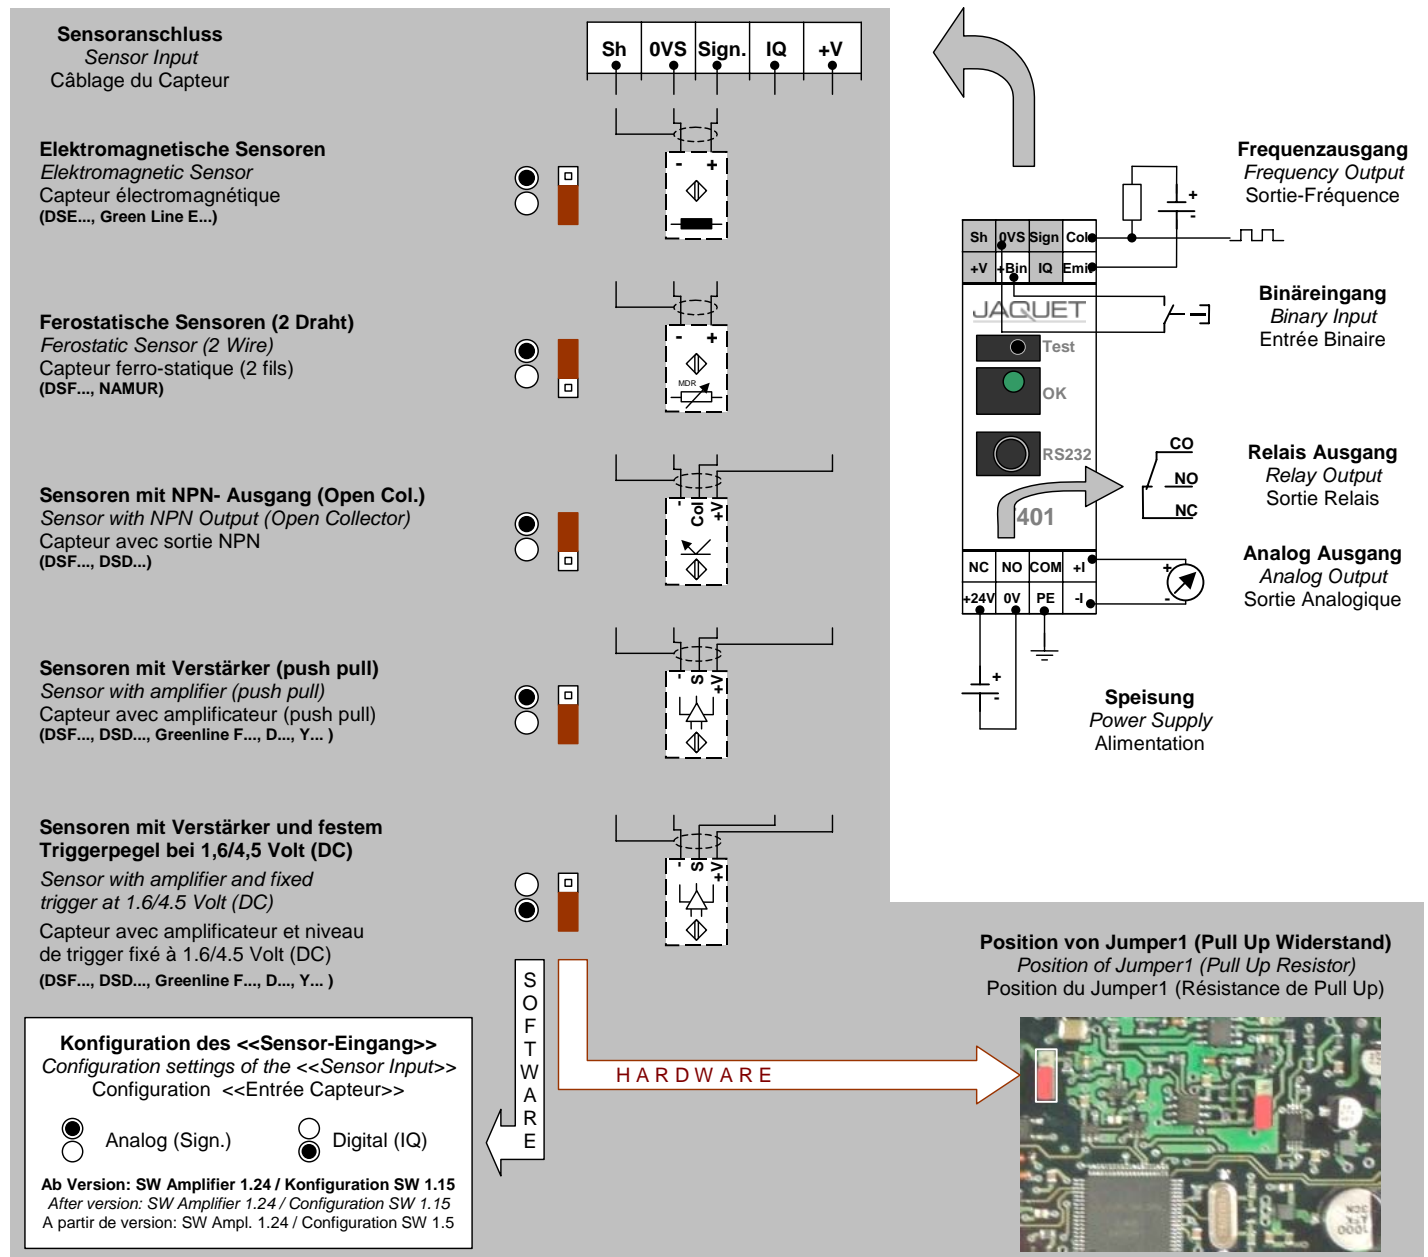 Sensoranschluss
Sensor Input
Câblage du Capteur
Sh 0VS Sign. IQ +V
Elektromagnetische Sensoren
Elektromagnetic Sensor
Capteur électromagnétique
(DSE..., Green Line E...)
- +
Ferostatische Sensoren (2 Draht)
Ferostatic Sensor (2 Wire)
Capteur ferro-statique (2 fils)
(DSF..., NAMUR)
- +
MDR
Sensoren mit NPN- Ausgang (Open Col.)
Sensor with NPN Output (Open Collector)
Capteur avec sortie NPN
(DSF..., DSD...)
- Col +V
Sensoren mit Verstärker (push pull)
Sensor with amplifier (push pull)
Capteur avec amplificateur (push pull)
(DSF..., DSD..., Greenline F..., D..., Y... )
- S +V
Sensoren mit Verstärker und festem
Triggerpegel bei 1,6/4,5 Volt (DC)
Sensor with amplifier and fixed
trigger at 1.6/4.5 Volt (DC)
Capteur avec amplificateur et niveau
de trigger fixé à 1.6/4.5 Volt (DC)
(DSF..., DSD..., Greenline F..., D..., Y... )
- S +V
SOFTWARE
HARDWARE
Konfiguration des <<Sensor-Eingang>>
Configuration settings of the <<Sensor Input>>
Configuration <<Entrée Capteur>>
Analog (Sign.) Digital (IQ)
Ab Version: SW Amplifier 1.24 / Konfiguration SW 1.15
After version: SW Amplifier 1.24 / Configuration SW 1.15
A partir de version: SW Ampl. 1.24 / Configuration SW 1.5
Frequenzausgang
Frequency Output
Sortie-Fréquence
+
-
Sh 0VS Sign Col
+V +Bin IQ Emit
JAQUET
Test
OK
RS232
401
Binäreingang
Binary Input
Entrée Binaire
CO
NO
NC
Relais Ausgang
Relay Output
Sortie Relais
NC NO COM +I
+24V 0V PE -I
+
-
Analog Ausgang
Analog Output
Sortie Analogique
+
-
Speisung
Power Supply
Alimentation
Position von Jumper1 (Pull Up Widerstand)
Position of Jumper1 (Pull Up Resistor)
Position du Jumper1 (Résistance de Pull Up)